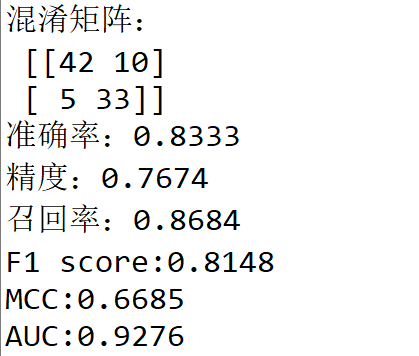 混淆矩阵：
[[42 10]
[ 5 33]]
准确率：0.8333
精度：0.7674
召回率：0.8684
F1 score:0.8148
MCC:0.6685
AUC:0.9276